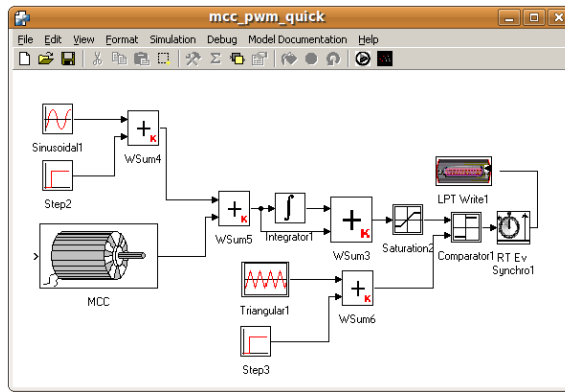 mcc_pwm_quick
File Edit View Format Simulation Debug Model Documentation Help
Sinusoidal1
+
K
WSum4
Step2
LPT Write1
+
K
WSum5
∫
Integrator1
+
K
WSum3
Saturation2
Comparator1
RT Ev
Synchro1
MCC
Triangular1
+
K
WSum6
Step3